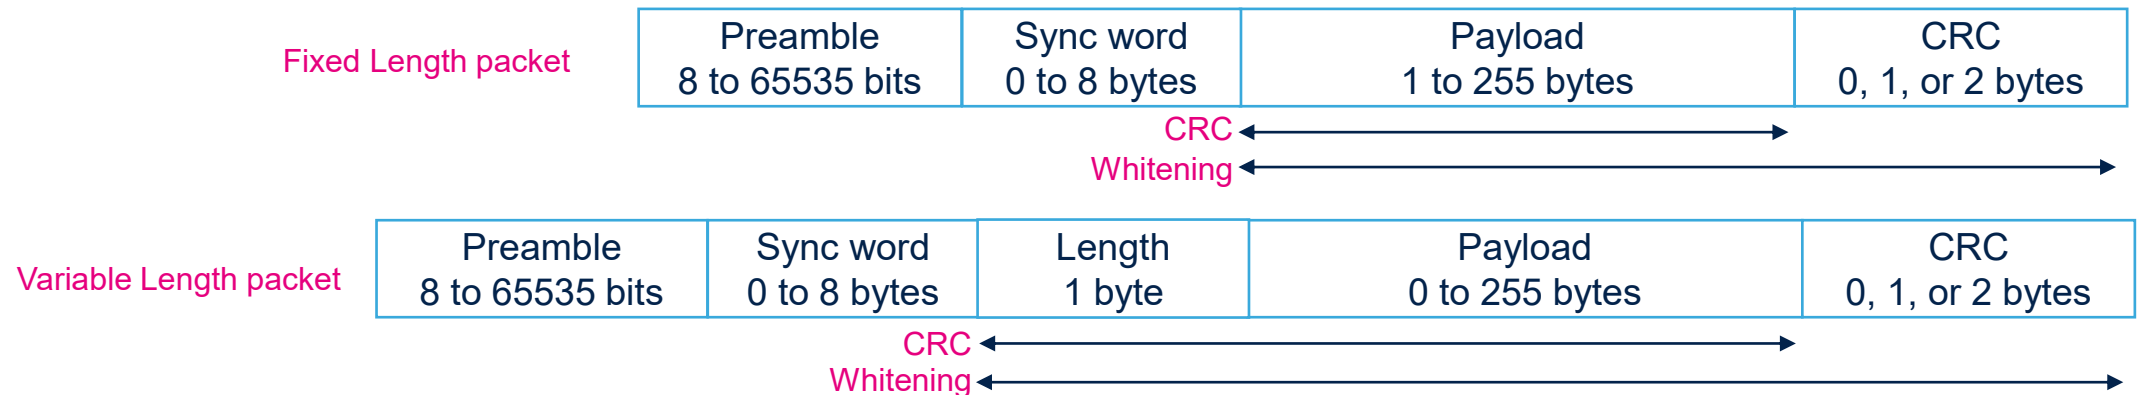 Fixed Length packet
Preamble
8 to 65535 bits
Sync word
0 to 8 bytes
Payload
1 to 255 bytes
CRC
0, 1, or 2 bytes
CRC
Whitening
Variable Length packet
Preamble
8 to 65535 bits
Sync word
0 to 8 bytes
Length
1 byte
Payload
0 to 255 bytes
CRC
0, 1, or 2 bytes
CRC
Whitening